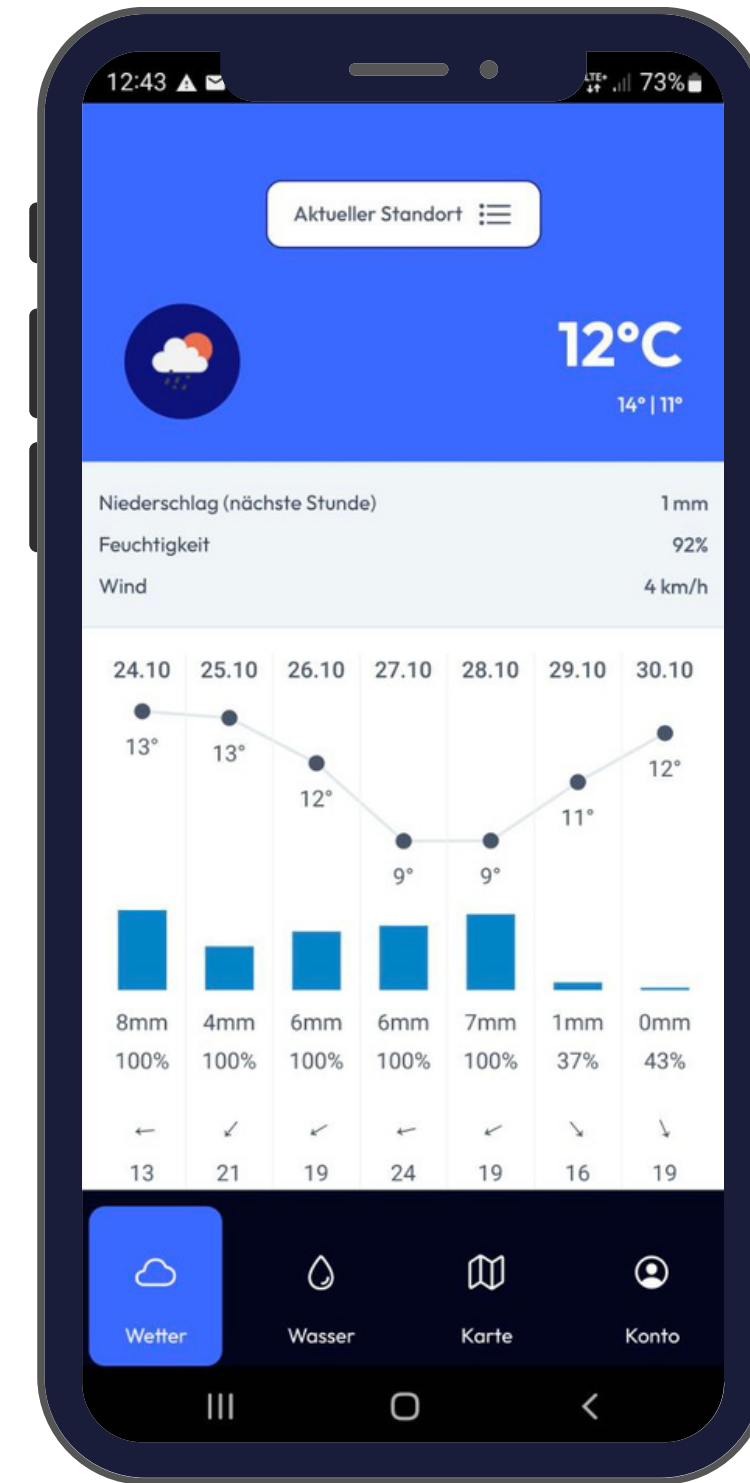 12:43 73%
Aktueller Standort
12°C
14° | 11°
Niederschlag (nächste Stunde) 1 mm
Feuchtigkeit 92%
Wind 4 km/h
24.10 25.10 26.10 27.10 28.10 29.10 30.10
13° 13° 12° 9° 9° 11° 12°
8mm 4mm 6mm 6mm 7mm 1mm 0mm
100% 100% 100% 100% 100% 37% 43%
13 21 19 24 19 16 19
Wetter Wasser Karte Konto